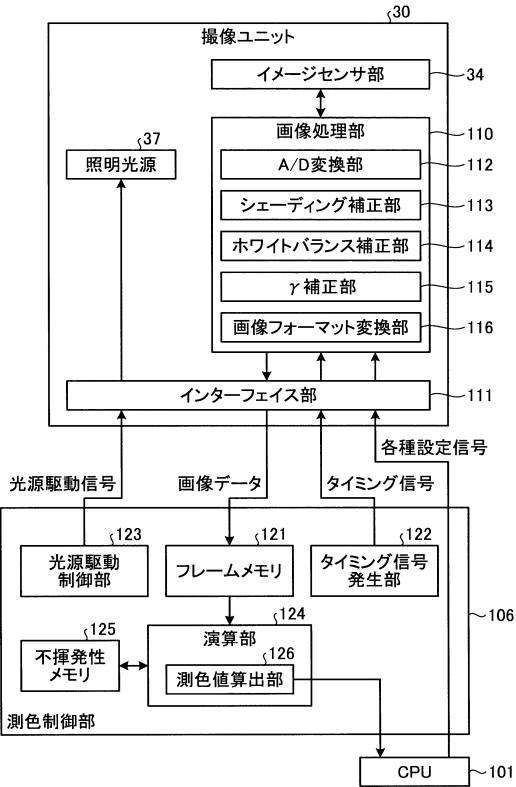 30
撮像ユニット
イメージセンサ部
34
画像処理部
110
37
照明光源
A/D変換部
112
シェーディング補正部
113
ホワイトバランス補正部
114
γ補正部
115
画像フォーマット変換部
116
インターフェイス部
111
各種設定信号
光源駆動信号
画像データ
タイミング信号
123
光源駆動
制御部
121
フレームメモリ
122
タイミング信号
発生部
106
125
不揮発性
メモリ
124
演算部
126
測色値算出部
測色制御部
CPU
101